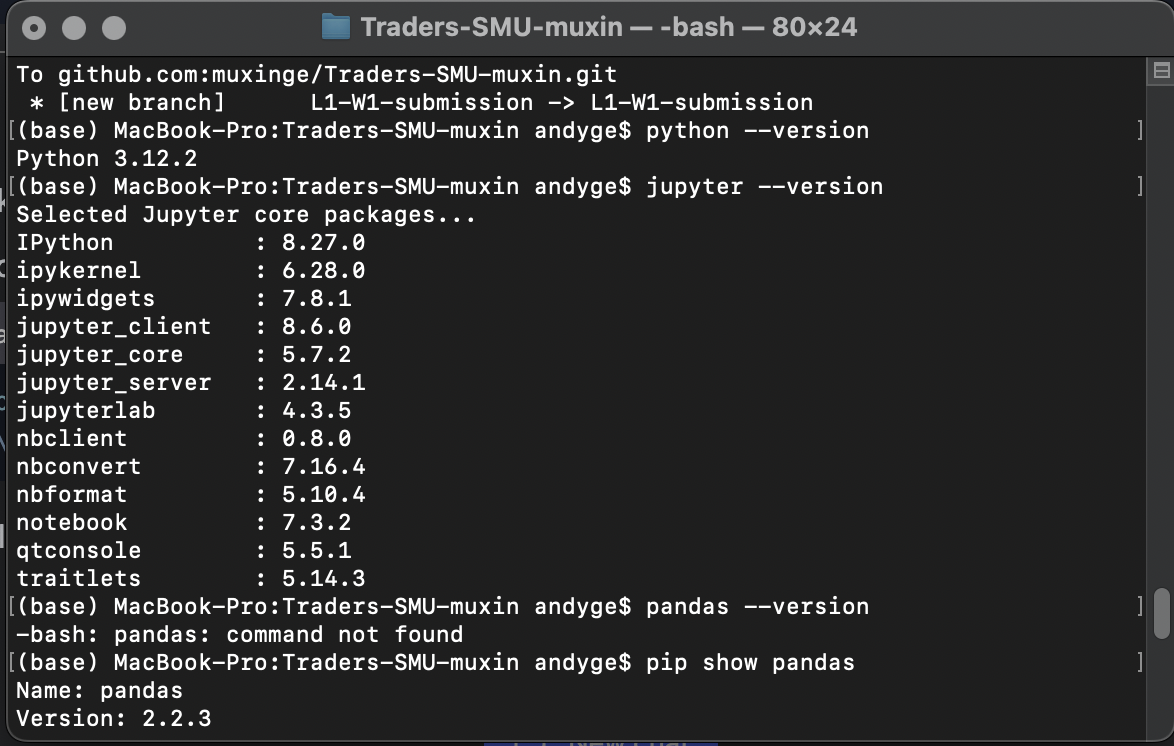 Traders-SMU-muxin — -bash — 80×24
To github.com:muxinge/Traders-SMU-muxin.git
 * [new branch]      L1-W1-submission -> L1-W1-submission
[(base) MacBook-Pro:Traders-SMU-muxin andyge$ python --version ]
Python 3.12.2
[(base) MacBook-Pro:Traders-SMU-muxin andyge$ jupyter --version ]
Selected Jupyter core packages...
IPython          : 8.27.0
ipykernel        : 6.28.0
ipywidgets       : 7.8.1
jupyter_client   : 8.6.0
jupyter_core     : 5.7.2
jupyter_server   : 2.14.1
jupyterlab       : 4.3.5
nbclient         : 0.8.0
nbconvert        : 7.16.4
nbformat         : 5.10.4
notebook         : 7.3.2
qtconsole        : 5.5.1
traitlets        : 5.14.3
[(base) MacBook-Pro:Traders-SMU-muxin andyge$ pandas --version ]
-bash: pandas: command not found
[(base) MacBook-Pro:Traders-SMU-muxin andyge$ pip show pandas ]
Name: pandas
Version: 2.2.3